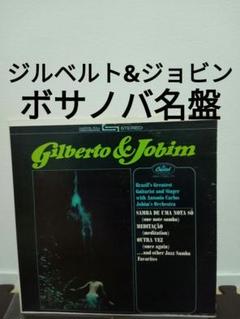 ジルベルト&ジョビン
ボサノバ名盤
STEREO
Gilberto & Jobim
Capitol
Brazil's Greatest
Guitarist and Singer
with Antonio Carlos
Jobim's Orchestra
SAMBA DE UMA NOTA SÓ
(one note samba)
MEDITAÇÃO
(meditation)
OUTRA VEZ
(once again)
...and other Jazz Samba
Favorites